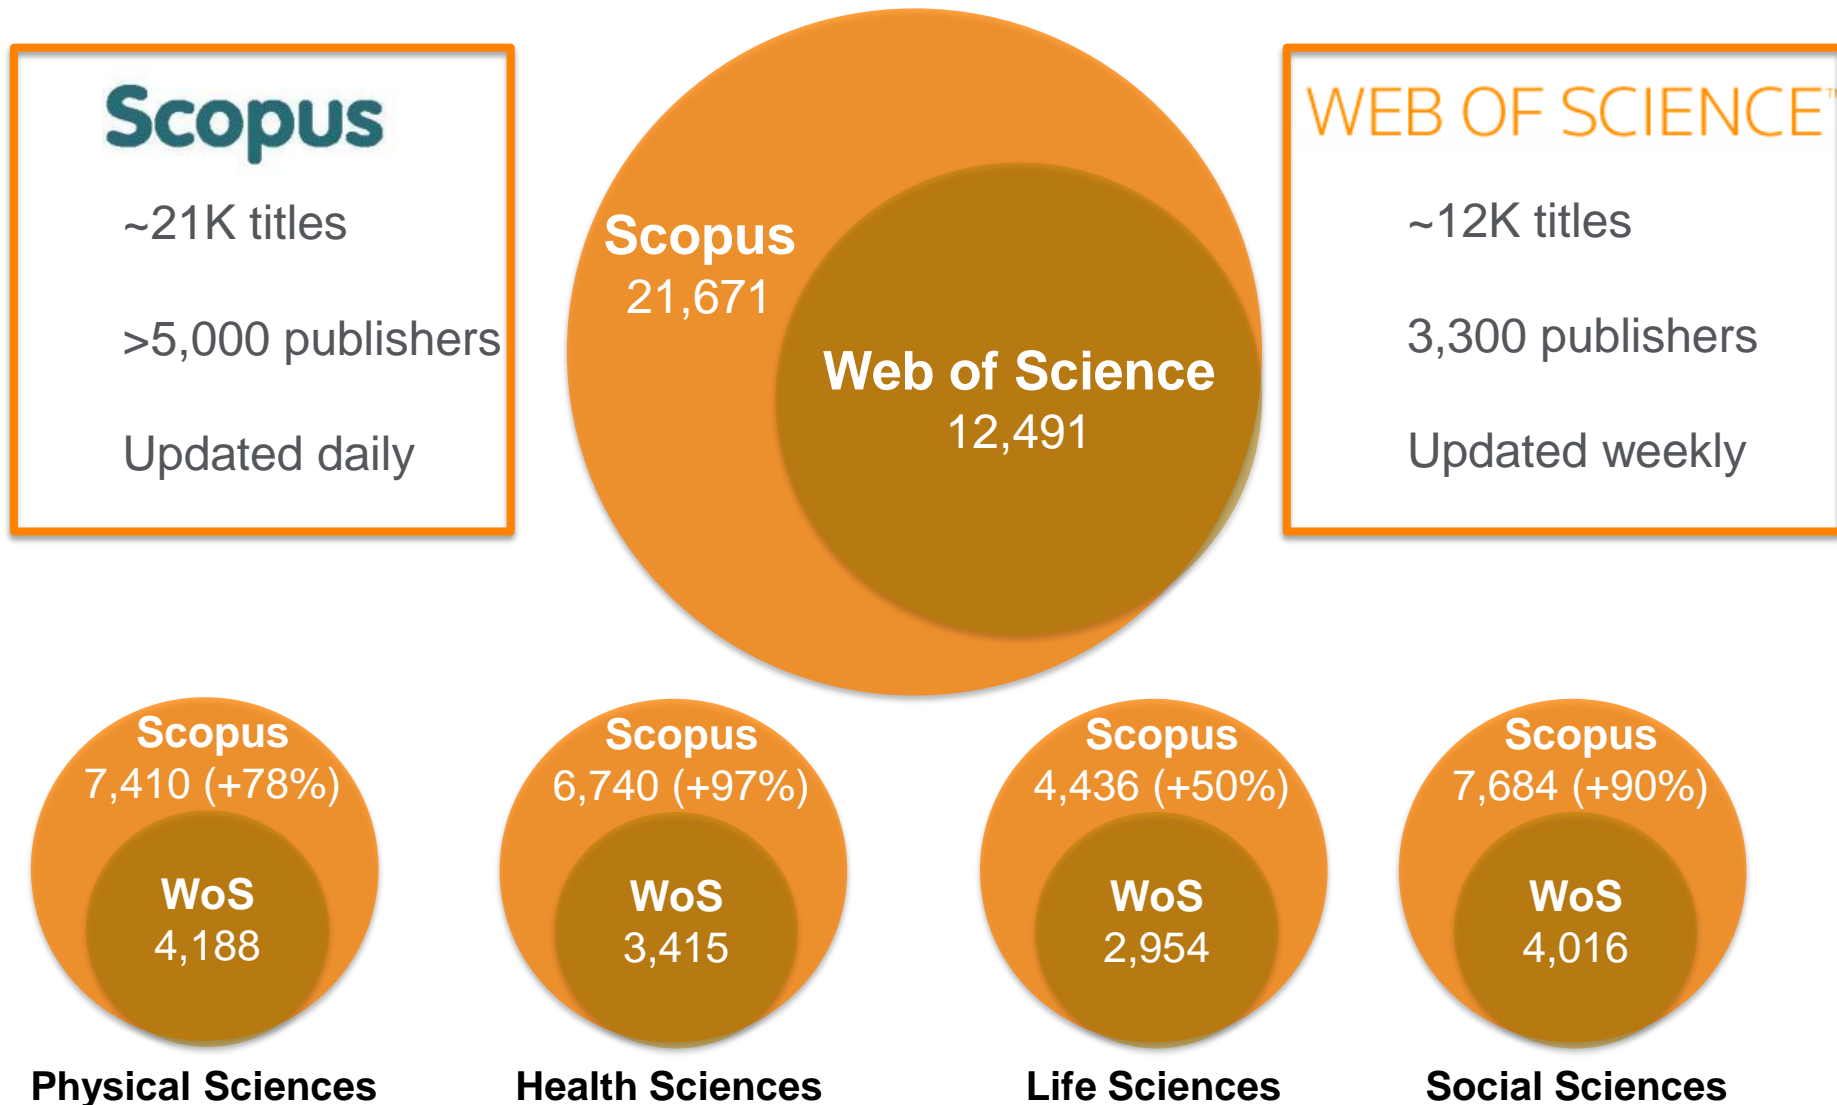 Scopus
~21K titles
>5,000 publishers
Updated daily
Scopus
21,671
Web of Science
12,491
WEB OF SCIENCE™
~12K titles
3,300 publishers
Updated weekly
Scopus
7,410 (+78%)
WoS
4,188
Physical Sciences
Scopus
6,740 (+97%)
WoS
3,415
Health Sciences
Scopus
4,436 (+50%)
WoS
2,954
Life Sciences
Scopus
7,684 (+90%)
WoS
4,016
Social Sciences